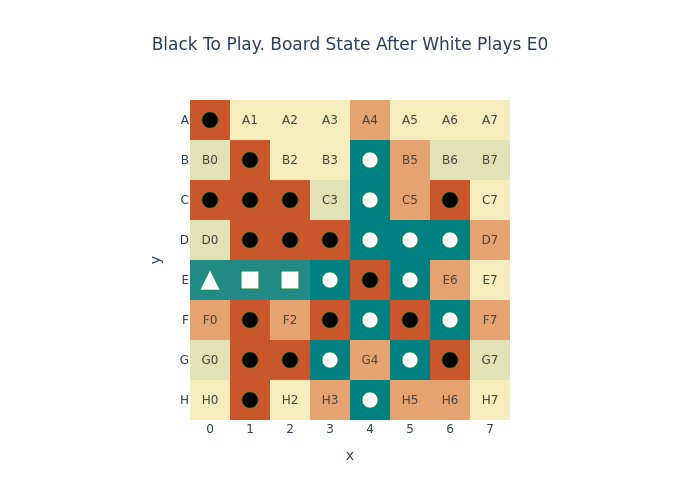 Black To Play. Board State After White Plays E0
A A1 A2 A3 A4 A5 A6 A7
B B0 B2 B3 B5 B6 B7
C C3 C5 C7
D D0 D7
E E6 E7
F F0 F2 F7
G G0 G4 G7
H H0 H2 H3 H5 H6 H7
0 1 2 3 4 5 6 7
x
y